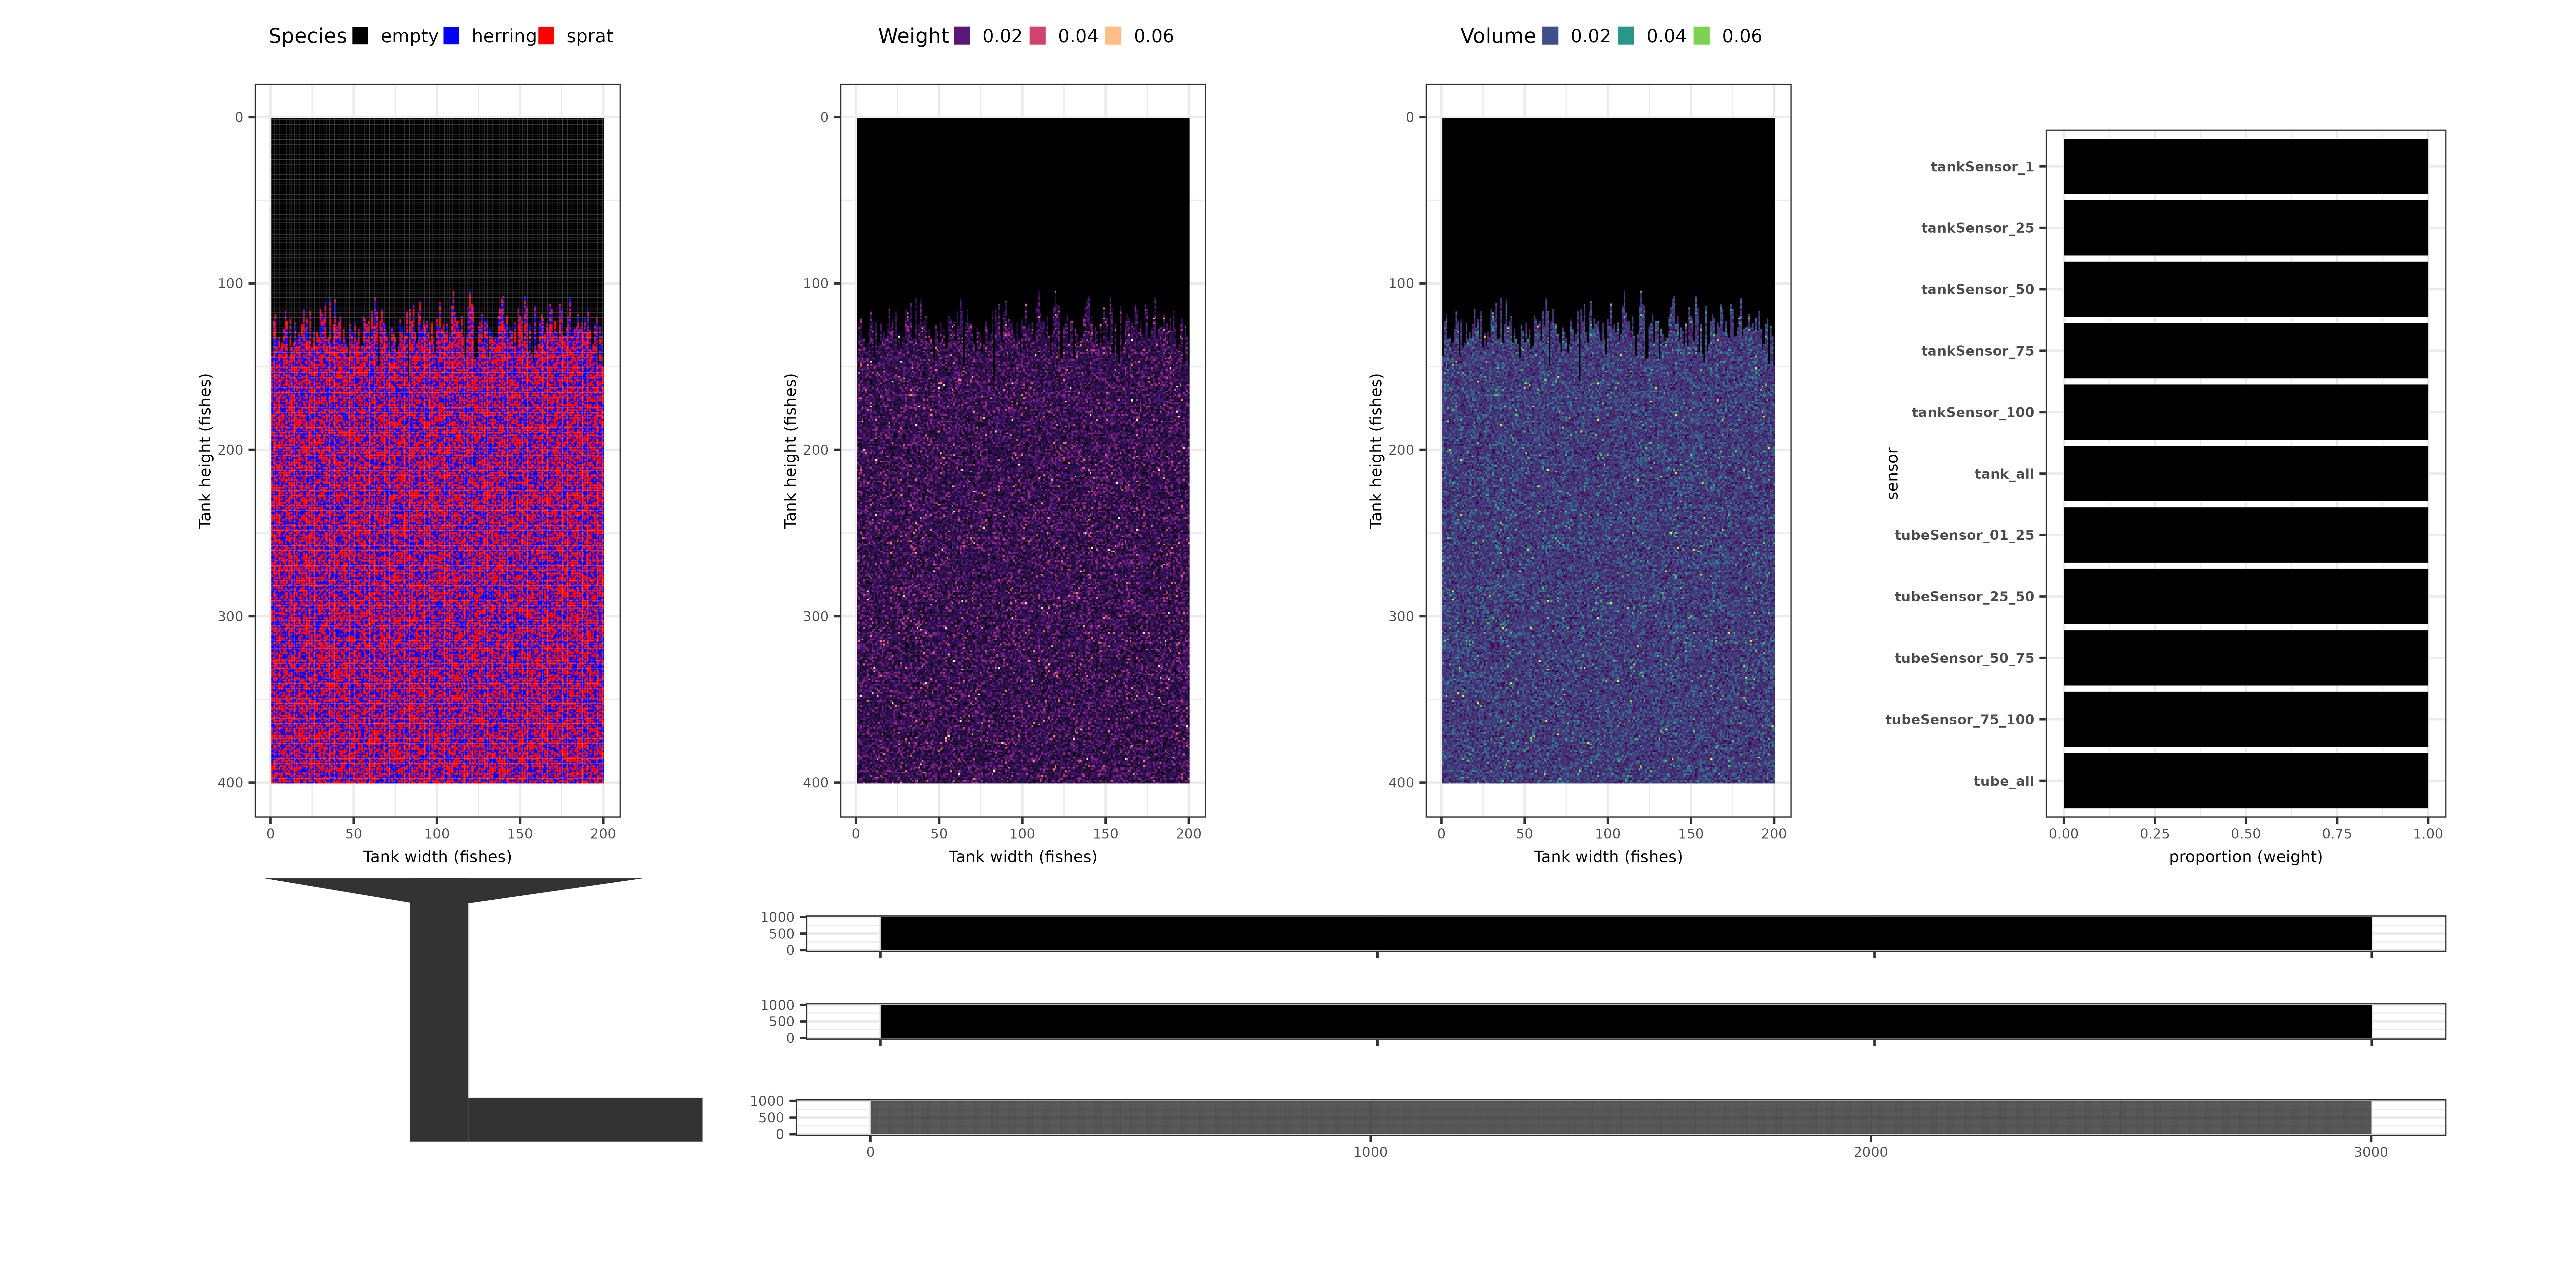 Species empty herring sprat
Weight 0.02 0.04 0.06
Volume 0.02 0.04 0.06
Tank height (fishes)
0
100
200
300
400
0 50 100 150 200
Tank width (fishes)
Tank height (fishes)
0
100
200
300
400
0 50 100 150 200
Tank width (fishes)
Tank height (fishes)
0
100
200
300
400
0 50 100 150 200
Tank width (fishes)
sensor
tankSensor_1
tankSensor_25
tankSensor_50
tankSensor_75
tankSensor_100
tank_all
tubeSensor_01_25
tubeSensor_25_50
tubeSensor_50_75
tubeSensor_75_100
tube_all
0.00 0.25 0.50 0.75 1.00
proportion (weight)
1000
500
0
1000
500
0
1000
500
0
0 1000 2000 3000